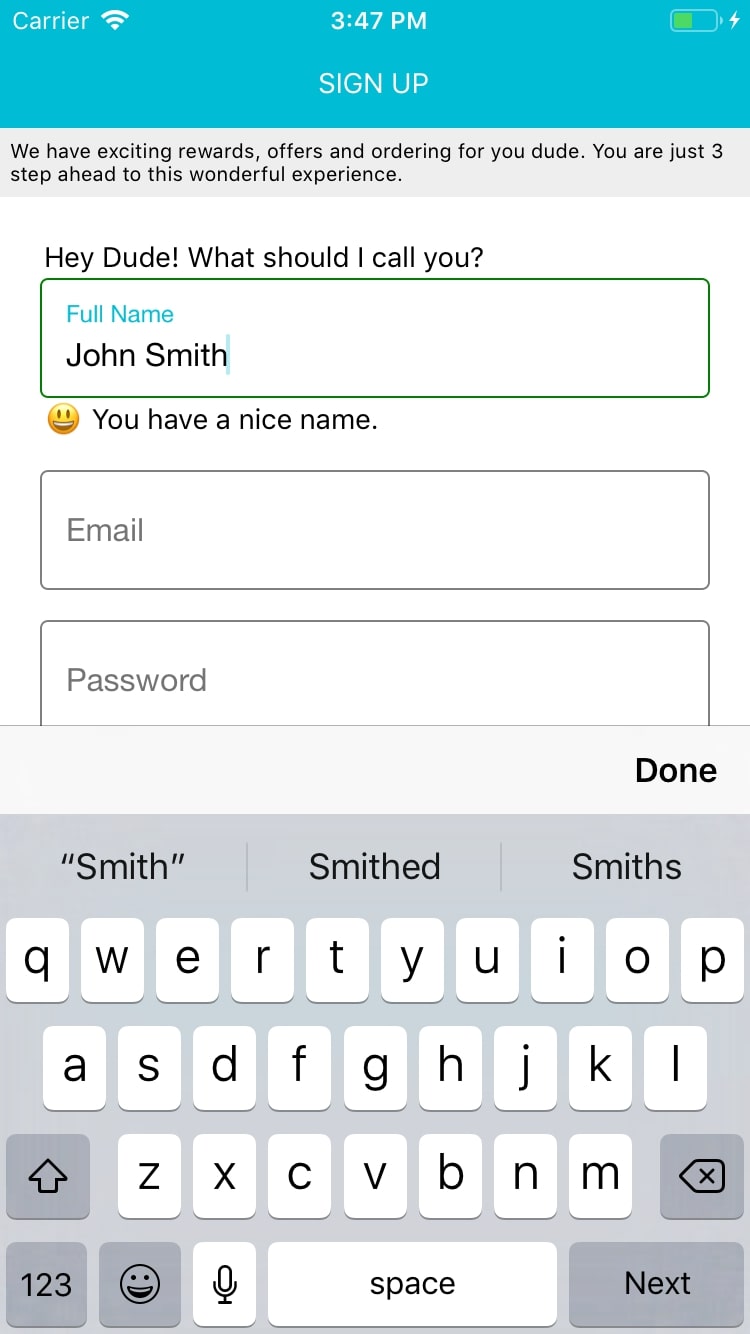 Carrier 3:47 PM
SIGN UP
We have exciting rewards, offers and ordering for you dude. You are just 3
step ahead to this wonderful experience.
Hey Dude! What should I call you?
Full Name
John Smith
😃 You have a nice name.
Email
Password
Done
“Smith” Smithed Smiths
q w e r t y u i o p
a s d f g h j k l
z x c v b n m
123 space Next